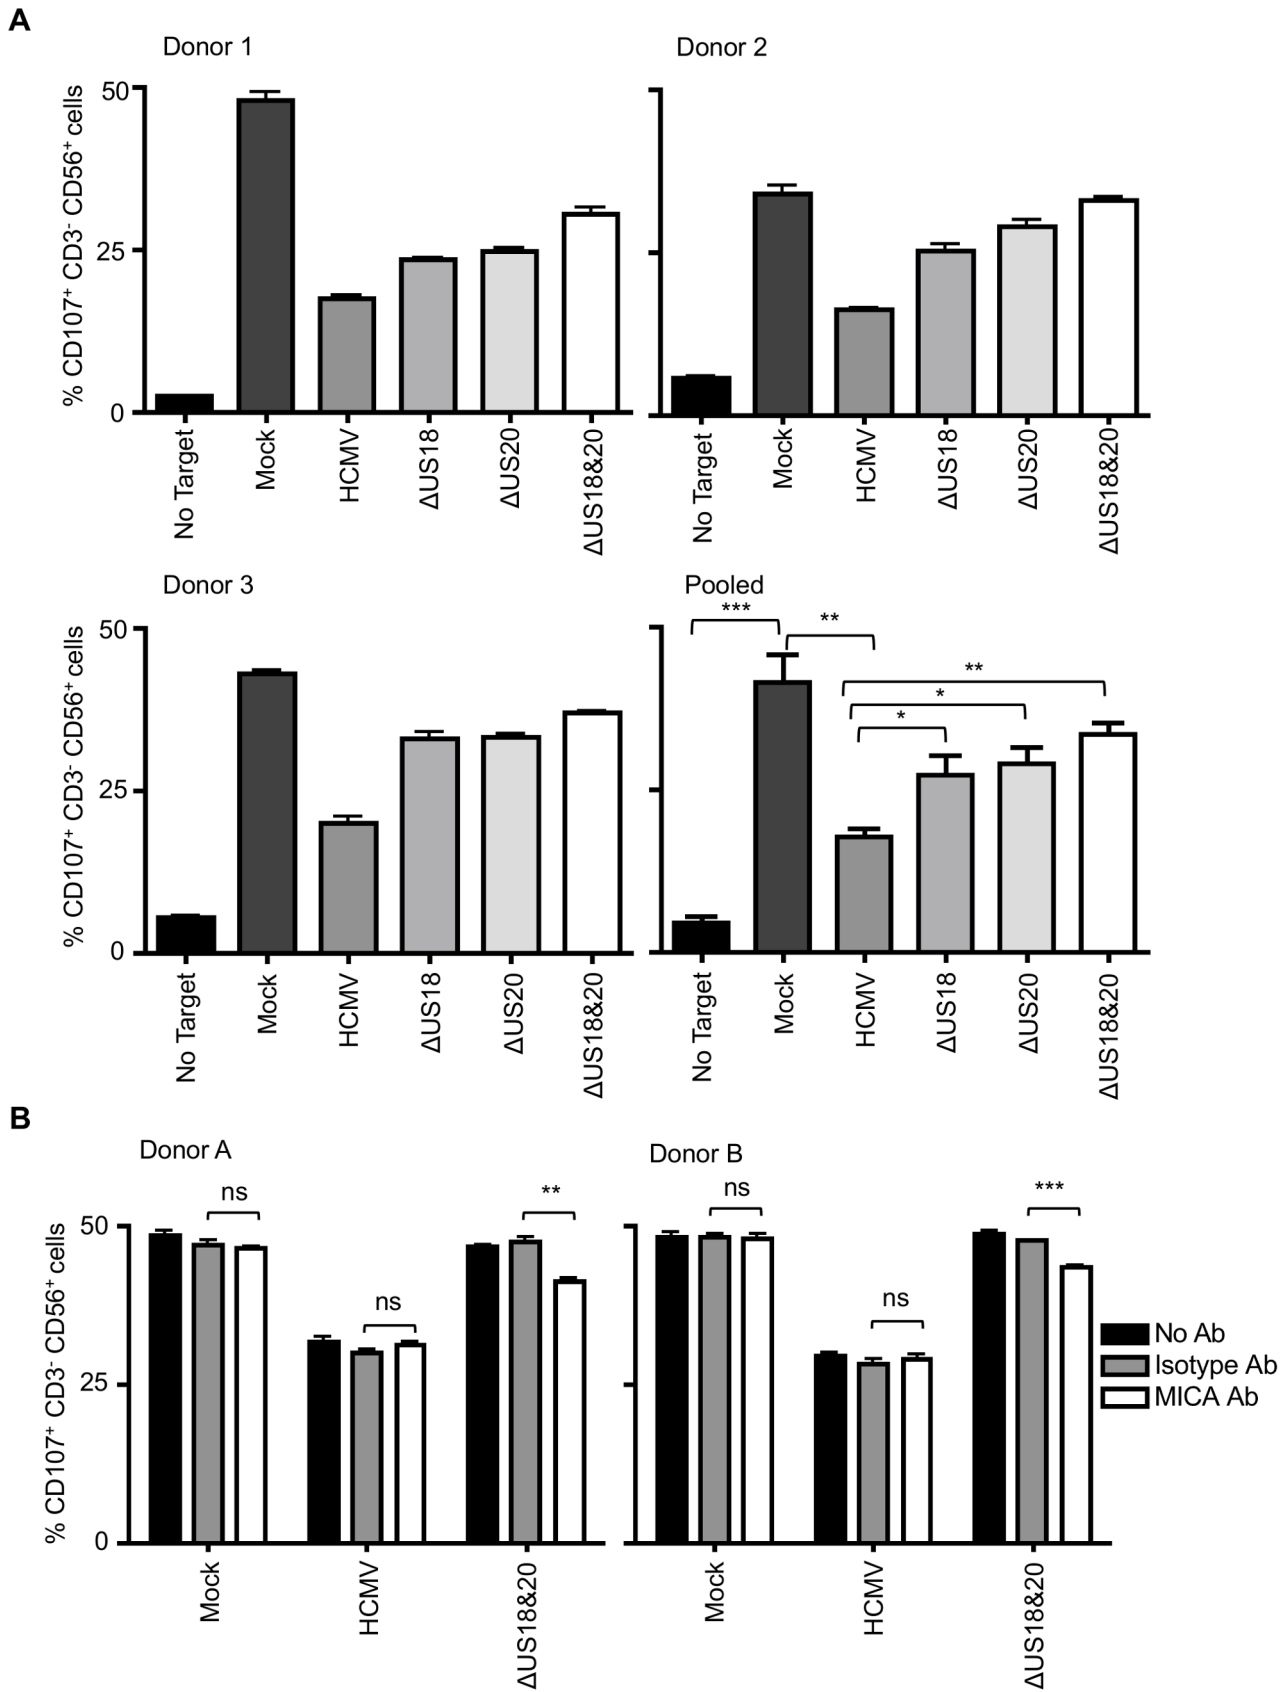 A
Donor 1
Donor 2
% CD107⁺ CD3⁻ CD56⁺ cells
50
25
0
No Target
Mock
HCMV
ΔUS18
ΔUS20
ΔUS18&20
No Target
Mock
HCMV
ΔUS18
ΔUS20
ΔUS18&20
Donor 3
Pooled
% CD107⁺ CD3⁻ CD56⁺ cells
50
25
0
***
**
**
*
*
No Target
Mock
HCMV
ΔUS18
ΔUS20
ΔUS18&20
No Target
Mock
HCMV
ΔUS18
ΔUS20
ΔUS18&20
B
Donor A
Donor B
% CD107⁺ CD3⁻ CD56⁺ cells
50
25
0
ns
ns
**
ns
ns
***
Mock
HCMV
ΔUS18&20
Mock
HCMV
ΔUS18&20
No Ab
Isotype Ab
MICA Ab